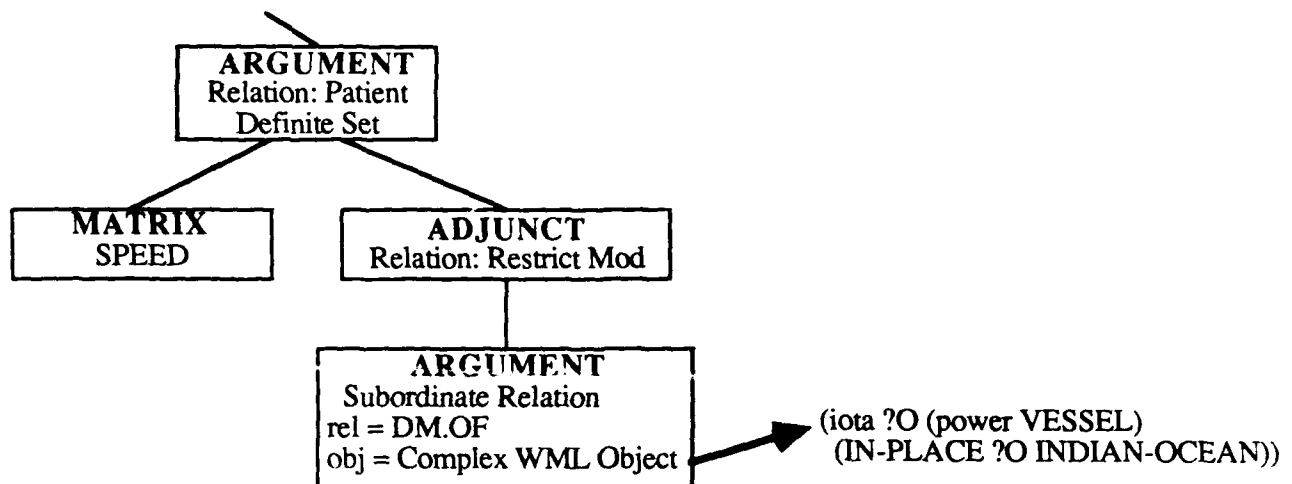 ARGUMENT
Relation: Patient
Definite Set
MATRIX
SPEED
ADJUNCT
Relation: Restrict Mod
ARGUMENT
Subordinate Relation
rel = DM.OF
obj = Complex WML Object
(iota ?O (power VESSEL)
(IN-PLACE ?O INDIAN-OCEAN))